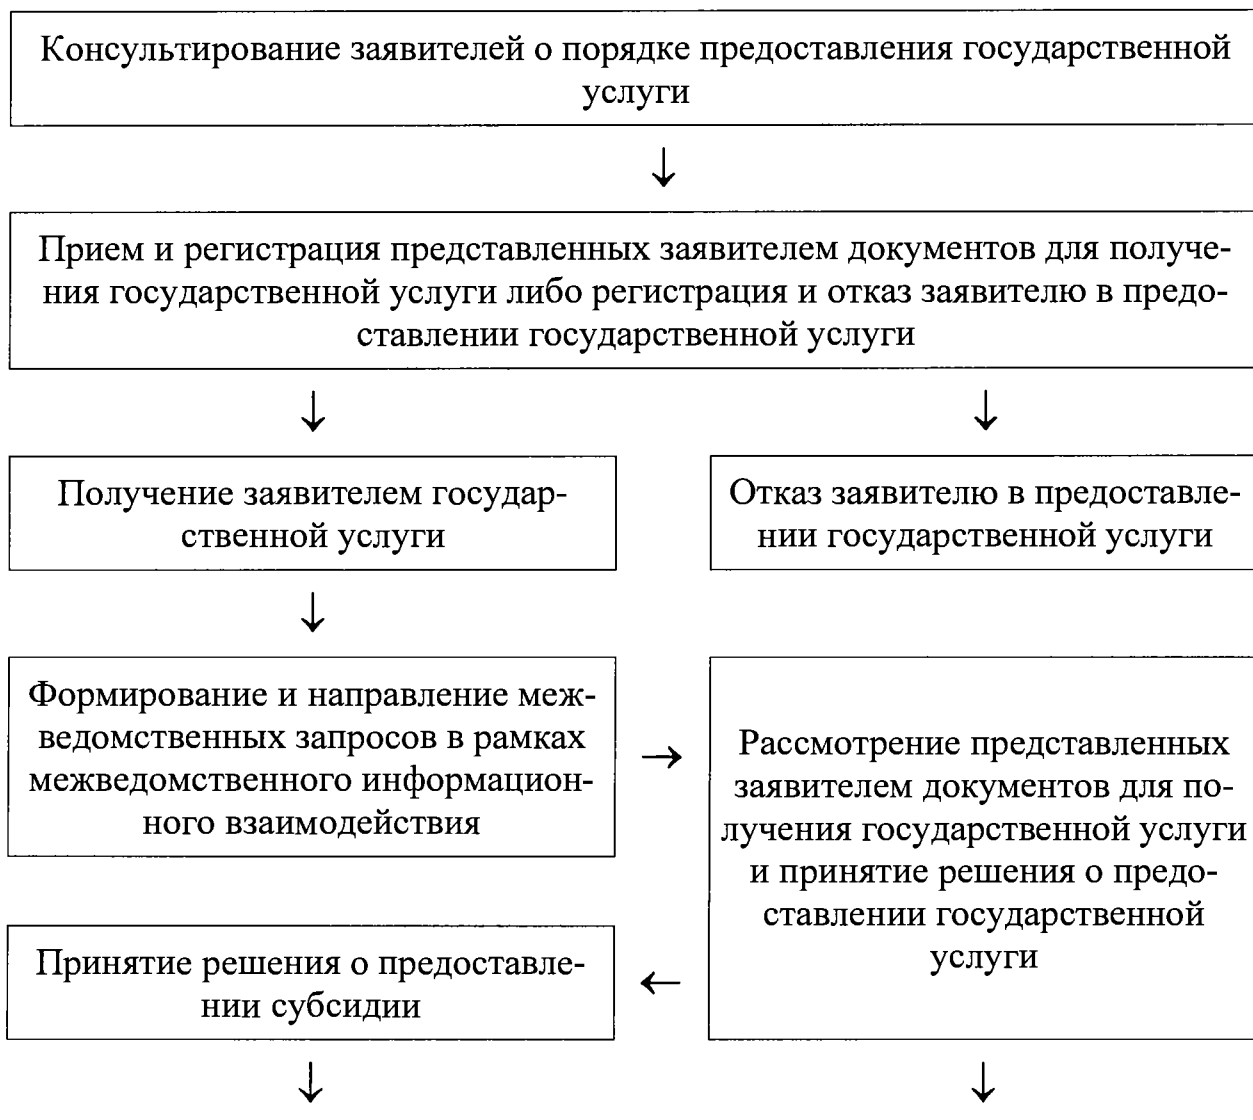 Консультирование заявителей о порядке предоставления государственной
услуги
↓
Прием и регистрация представленных заявителем документов для получе-
ния государственной услуги либо регистрация и отказ заявителю в предо-
ставлении государственной услуги
↓
↓
Получение заявителем государ-
ственной услуги
Отказ заявителю в предоставле-
нии государственной услуги
↓
Формирование и направление меж-
ведомственных запросов в рамках
межведомственного информацион-
ного взаимодействия
→
Рассмотрение представленных
заявителем документов для по-
лучения государственной услуги
и принятие решения о предо-
ставлении государственной
услуги
Принятие решения о предоставле-
нии субсидии
←
↓
↓